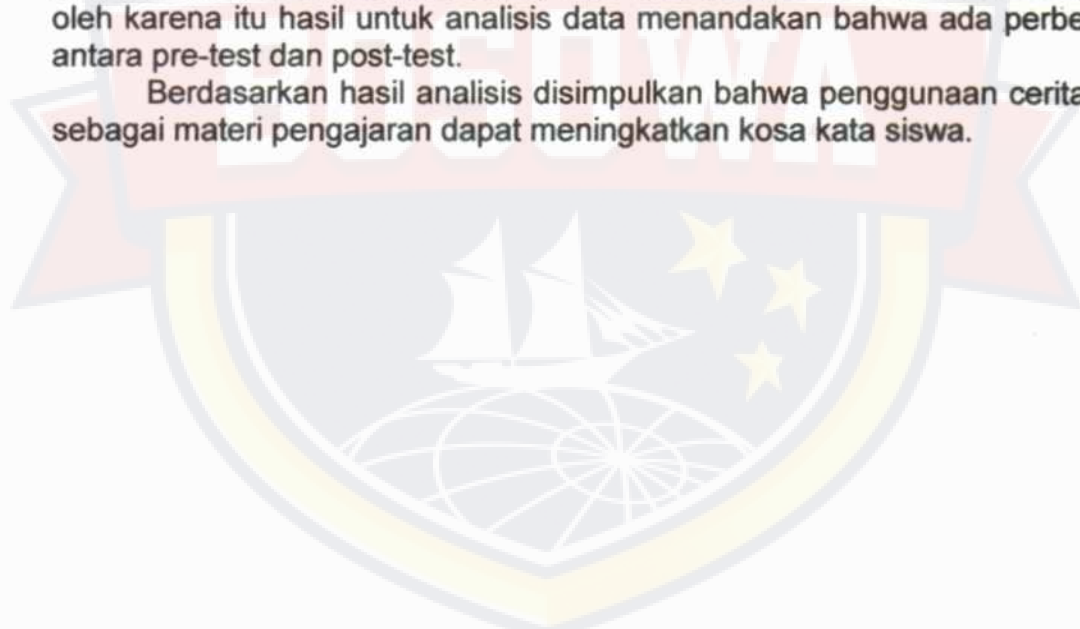 BOSOWA
oleh karena itu hasil untuk analisis data menandakan bahwa ada perbe
antara pre-test dan post-test.
Berdasarkan hasil analisis disimpulkan bahwa penggunaan cerita
sebagai materi pengajaran dapat meningkatkan kosa kata siswa.